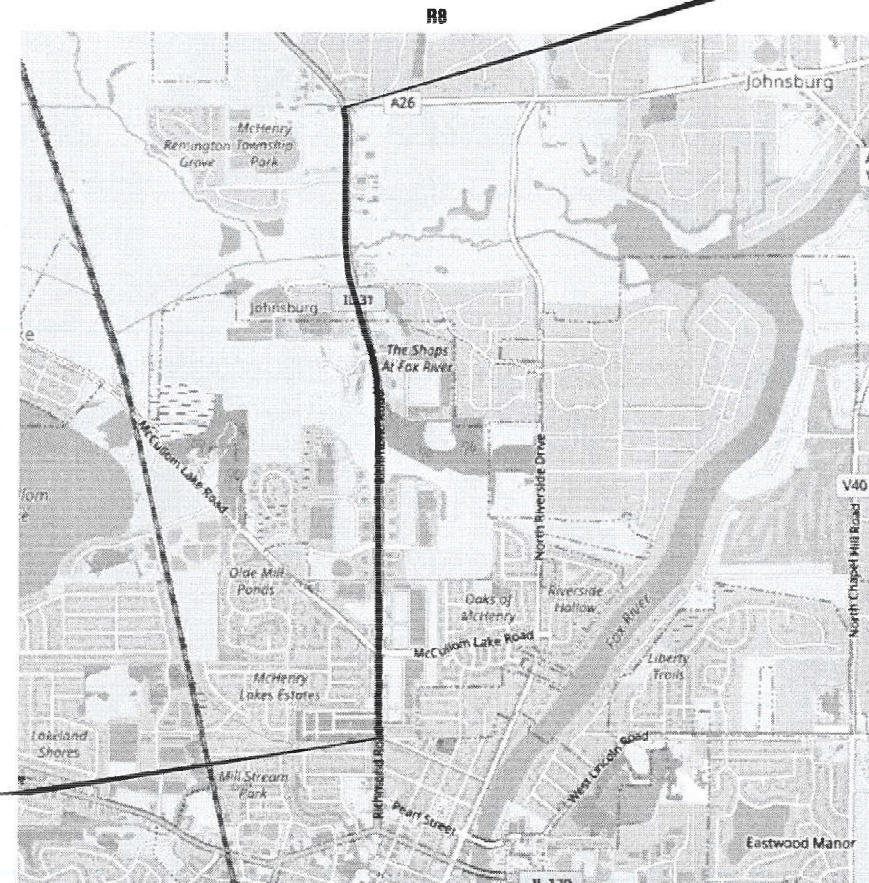 R8
Johnsburg
A26
McHenry
Township
Park
Remington
Grove
IL 31
Johnsburg
The Shops
At Fox River
McCullom Lake Road
North Riverside Drive
V40
North Chapel Hill Road
Olde Mill
Ponds
Oaks of
McHenry
Riverside
Hollow
Fox River
McCullom Lake Road
Liberty
Trails
McHenry
Lakes Estates
Lakeland
Shores
Richmond Road
Mill Stream
Park
West Lincoln Road
Pearl Street
Eastwood Manor